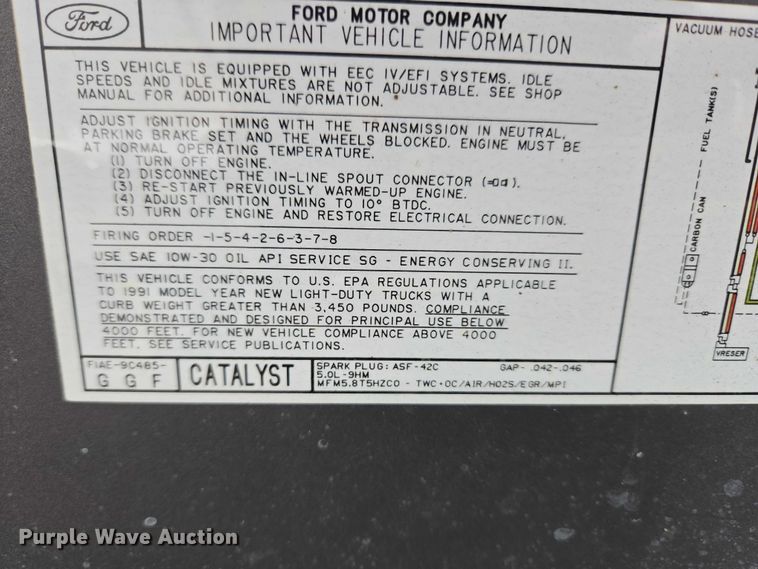 Ford
FORD MOTOR COMPANY
IMPORTANT VEHICLE INFORMATION
THIS VEHICLE IS EQUIPPED WITH EEC IV/EFI SYSTEMS. IDLE
SPEEDS AND IDLE MIXTURES ARE NOT ADJUSTABLE. SEE SHOP
MANUAL FOR ADDITIONAL INFORMATION.
ADJUST IGNITION TIMING WITH THE TRANSMISSION IN NEUTRAL,
PARKING BRAKE SET AND THE WHEELS BLOCKED. ENGINE MUST BE
AT NORMAL OPERATING TEMPERATURE.
(1) TURN OFF ENGINE.
(2) DISCONNECT THE IN-LINE SPOUT CONNECTOR ( ).
(3) RE-START PREVIOUSLY WARMED-UP ENGINE.
(4) ADJUST IGNITION TIMING TO 10° BTDC.
(5) TURN OFF ENGINE AND RESTORE ELECTRICAL CONNECTION.
FIRING ORDER -1-5-4-2-6-3-7-8
USE SAE 10W-30 OIL API SERVICE SG - ENERGY CONSERVING II.
THIS VEHICLE CONFORMS TO U.S. EPA REGULATIONS APPLICABLE
TO 1991 MODEL YEAR NEW LIGHT-DUTY TRUCKS WITH A
CURB WEIGHT GREATER THAN 3,450 POUNDS. COMPLIANCE
DEMONSTRATED AND DESIGNED FOR PRINCIPAL USE BELOW
4000 FEET. FOR NEW VEHICLE COMPLIANCE ABOVE 4000
FEET. SEE SERVICE PUBLICATIONS.
F1AE-9C485-
G G F
CATALYST
SPARK PLUG: ASF-42C GAP- .042-.046
5.0L-9HM
MFM5.8T5HZC0 - TWC+OC/AIR/HO2S/EGR/MPI
VACUUM HOSE
FUEL TANK(S)
CARBON CAN
VRESER
Purple Wave Auction